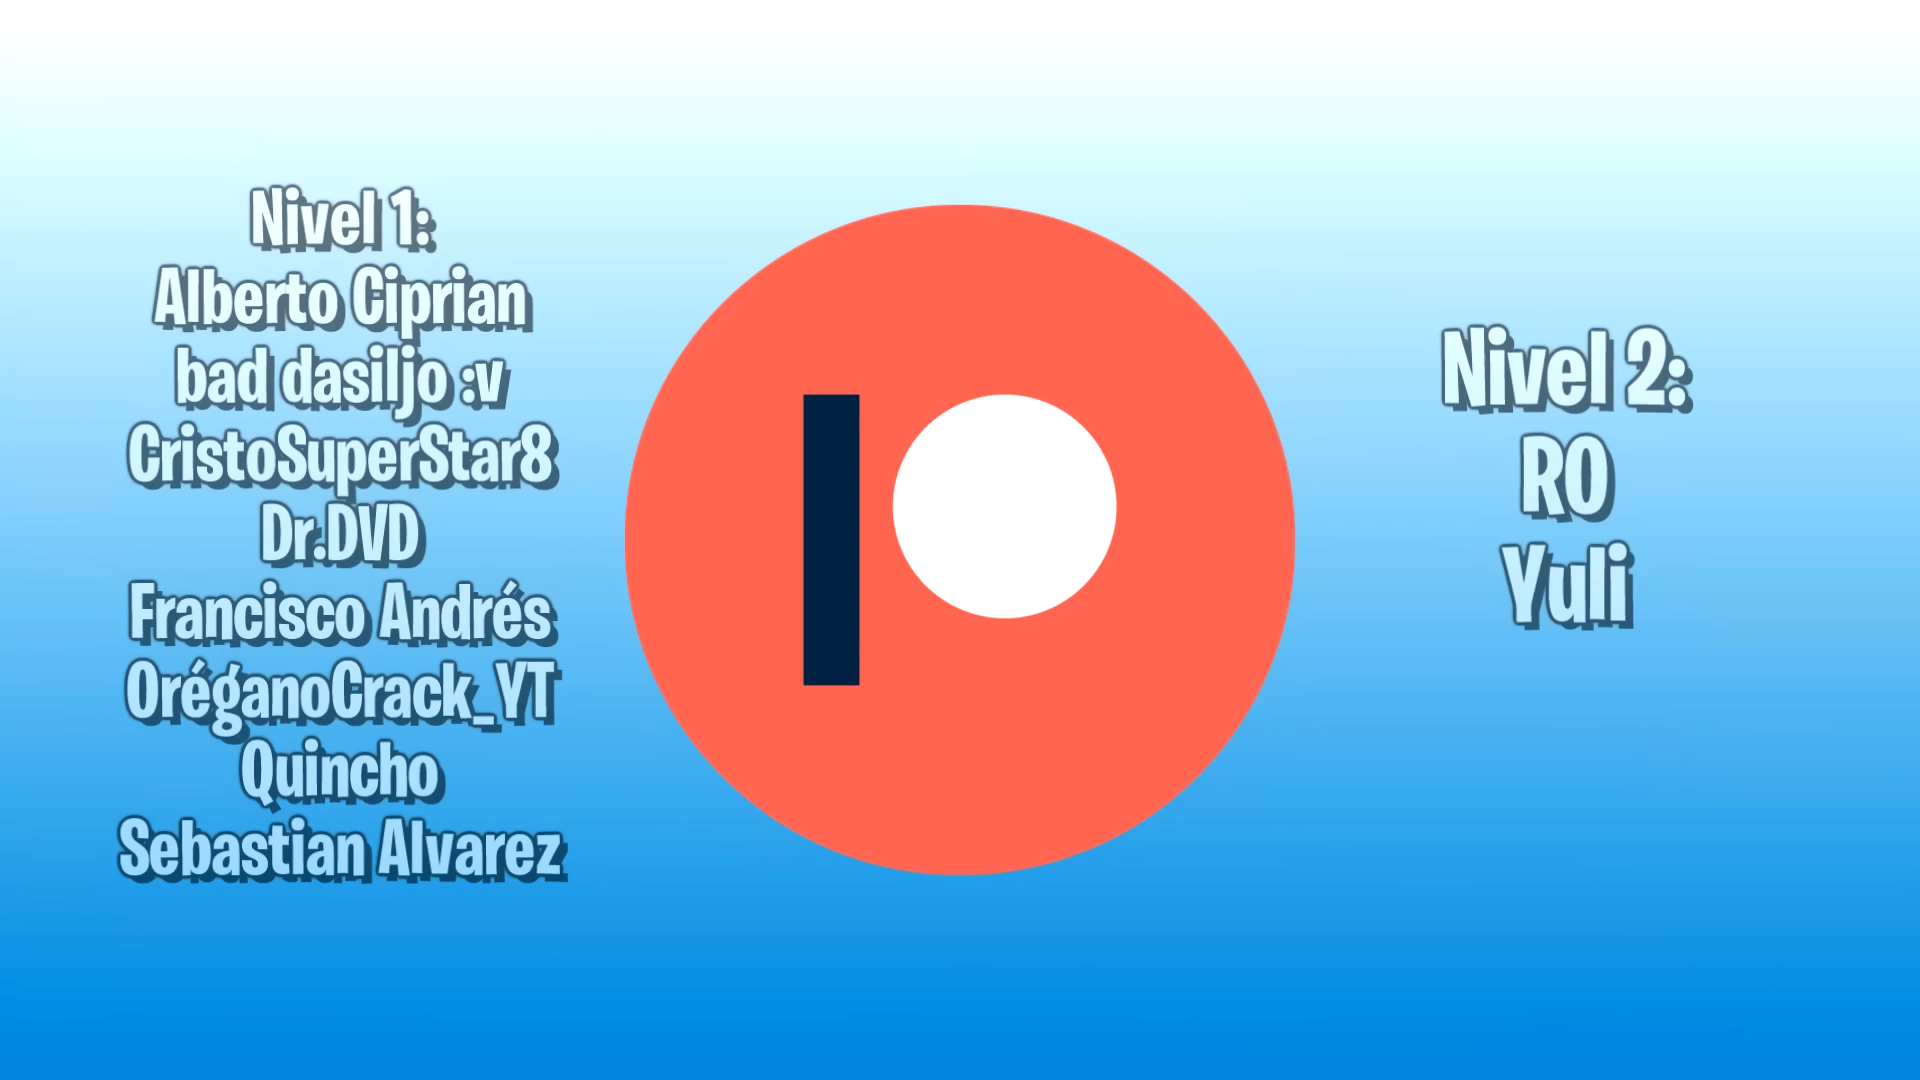 Nivel 1:
Alberto Ciprian
bad dasiljo :v
CristoSuperStar8
Dr.DVD
Francisco Andrés
OréganoCrack_YT
Quincho
Sebastian Alvarez
Nivel 2:
RO
Yuli